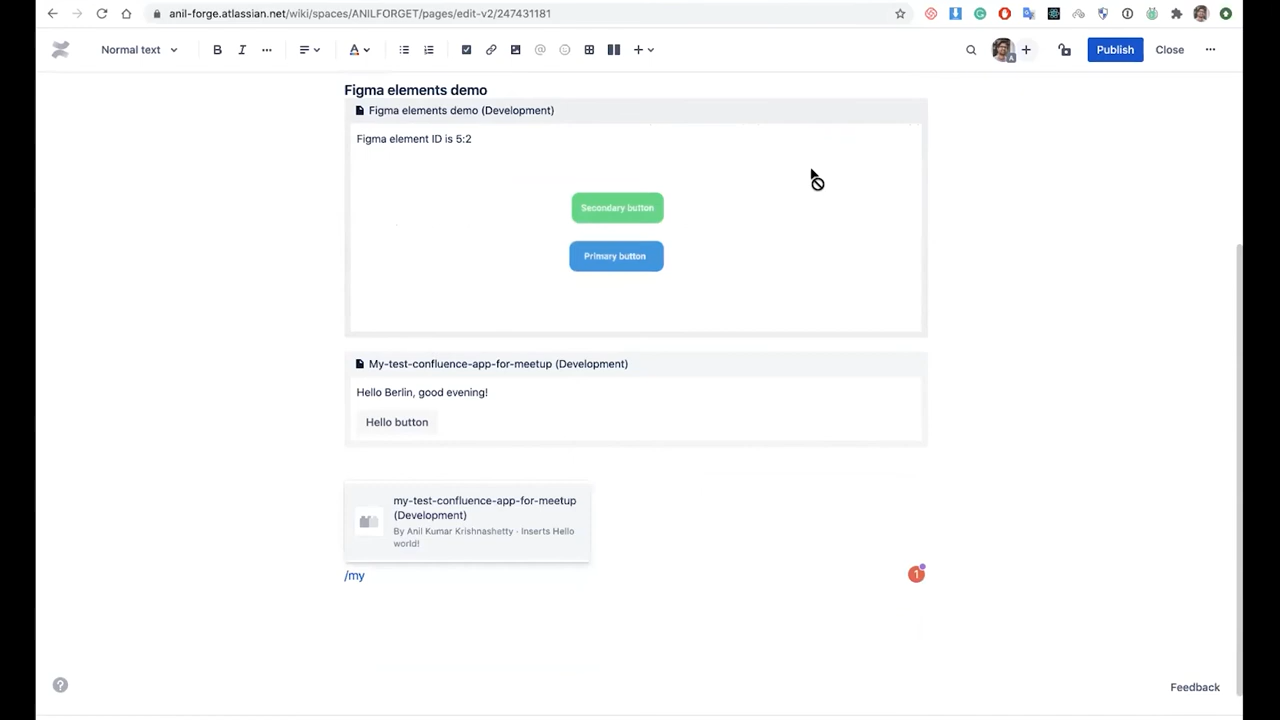 anil-forge.atlassian.net/wiki/spaces/ANILFORGET/pages/edit-v2/247431181
Normal text
B
I
A
Publish
Close
Figma elements demo
Figma elements demo (Development)
Figma element ID is 5:2
Secondary button
Primary button
My-test-confluence-app-for-meetup (Development)
Hello Berlin, good evening!
Hello button
my-test-confluence-app-for-meetup
(Development)
By Anil Kumar Krishnashetty · Inserts Hello
world!
/my
1
Feedback